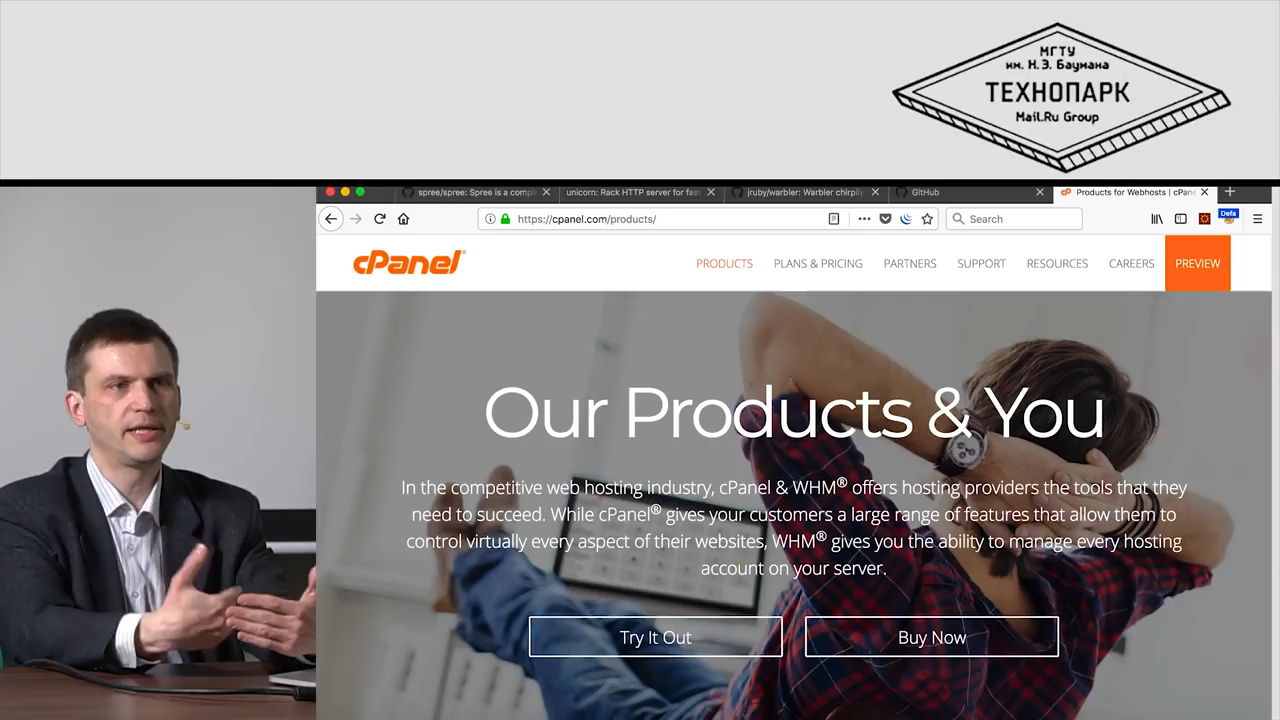 МГТУ
им. Н.Э. Баумана
ТЕХНОПАРК
Mail.Ru Group
spree/spree: Spree is a compl
unicorn: Rack HTTP server for fas
jruby/warbler: Warbler chirpily
GitHub
Products for Webhosts | cPane
https://cpanel.com/products/
Search
Defa
cPanel®
PRODUCTS
PLANS & PRICING
PARTNERS
SUPPORT
RESOURCES
CAREERS
PREVIEW
Our Products & You
In the competitive web hosting industry, cPanel & WHM® offers hosting providers the tools that they
need to succeed. While cPanel® gives your customers a large range of features that allow them to
control virtually every aspect of their websites, WHM® gives you the ability to manage every hosting
account on your server.
Try It Out
Buy Now